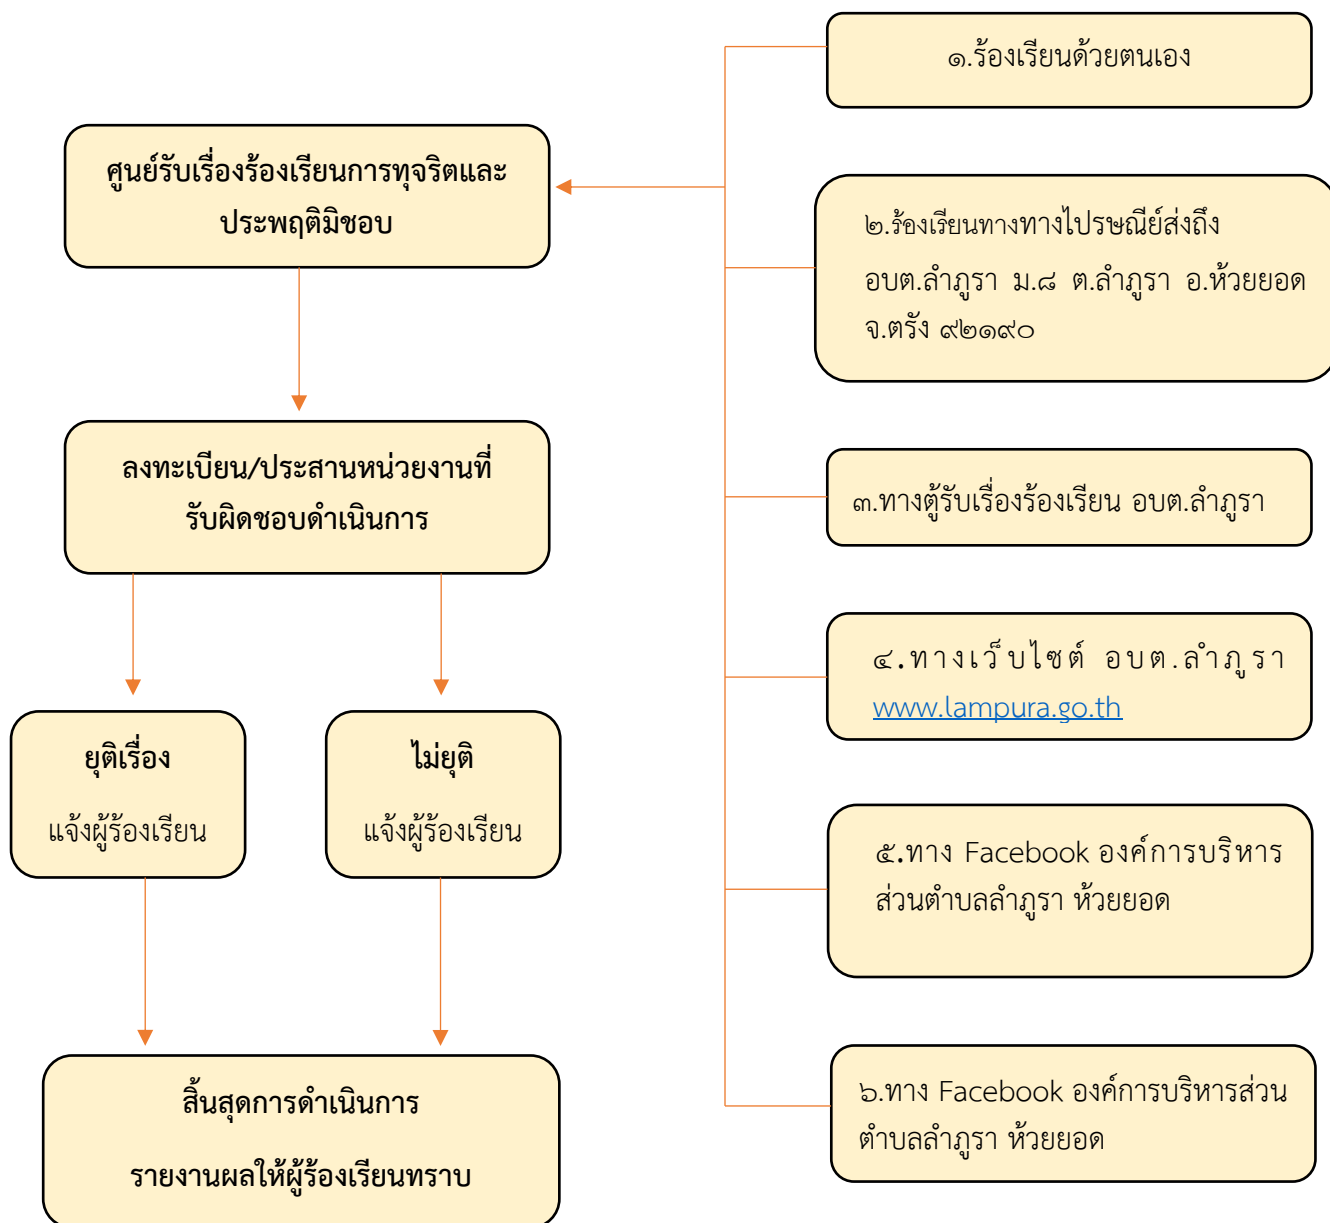 ๑.ร้องเรียนด้วยตนเอง
ศูนย์รับเรื่องร้องเรียนการทุจริตและ
ประพฤติมิชอบ
๒.ร้องเรียนทางทางไปรษณีย์ส่งถึง
อบต.ลำภูรา ม.๘ ต.ลำภูรา อ.ห้วยยอด
จ.ตรัง ๙๒๑๙๐
ลงทะเบียน/ประสานหน่วยงานที่
รับผิดชอบดำเนินการ
๓.ทางตู้รับเรื่องร้องเรียน อบต.ลำภูรา
๔.ทางเว็บไซต์ อบต.ลำภูรา
www.lampura.go.th
ยุติเรื่อง
แจ้งผู้ร้องเรียน
ไม่ยุติ
แจ้งผู้ร้องเรียน
๕.ทาง Facebook องค์การบริหาร
ส่วนตำบลลำภูรา ห้วยยอด
๖.ทาง Facebook องค์การบริหารส่วน
ตำบลลำภูรา ห้วยยอด
สิ้นสุดการดำเนินการ
รายงานผลให้ผู้ร้องเรียนทราบ